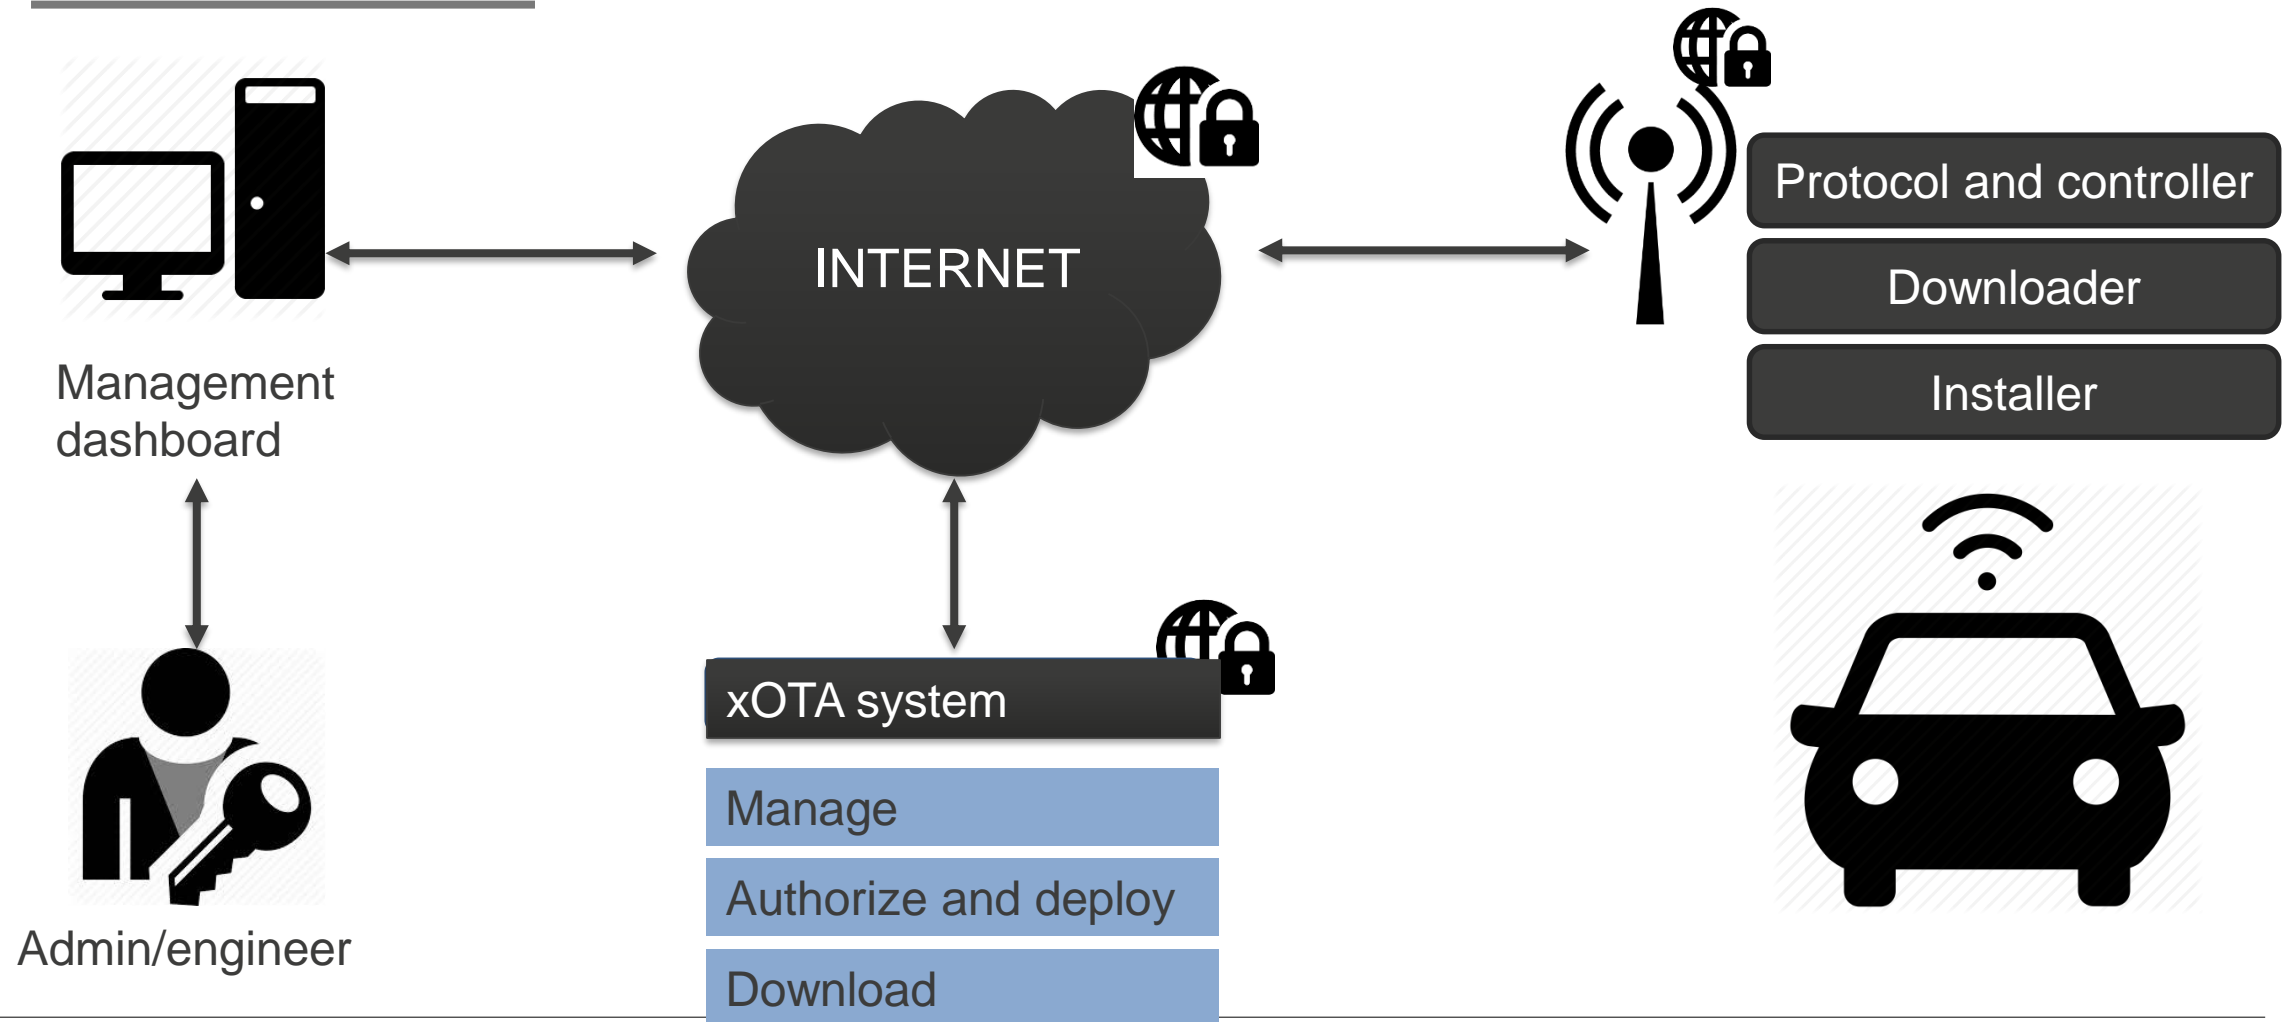 Management
dashboard
Admin/engineer
INTERNET
xOTA system
Manage
Authorize and deploy
Download
Protocol and controller
Downloader
Installer